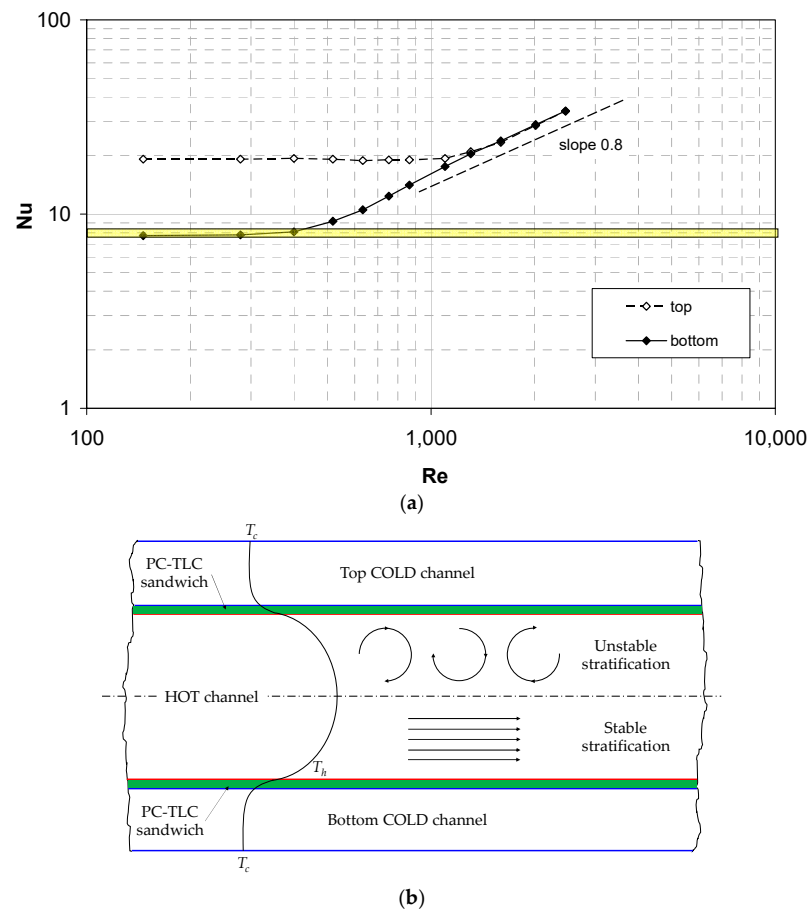 100
10
1
Nu
slope 0.8
top
bottom
100
1,000
10,000
Re
(a)
Tc
PC-TLC
sandwich
Top COLD channel
Unstable
stratification
HOT channel
Stable
stratification
Th
PC-TLC
sandwich
Bottom COLD channel
Tc
(b)